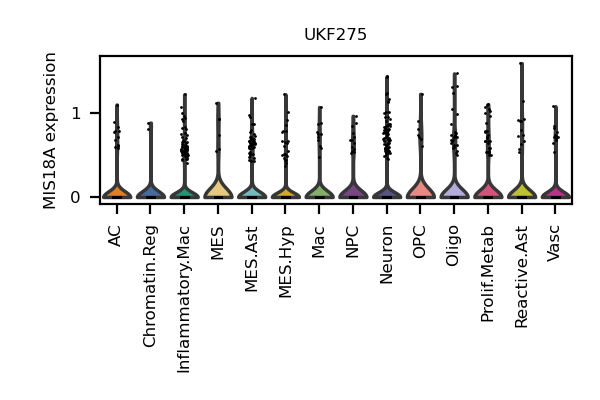 UKF275
MIS18A expression
1
0
AC
Chromatin.Reg
Inflammatory.Mac
MES
MES.Ast
MES.Hyp
Mac
NPC
Neuron
OPC
Oligo
Prolif.Metab
Reactive.Ast
Vasc